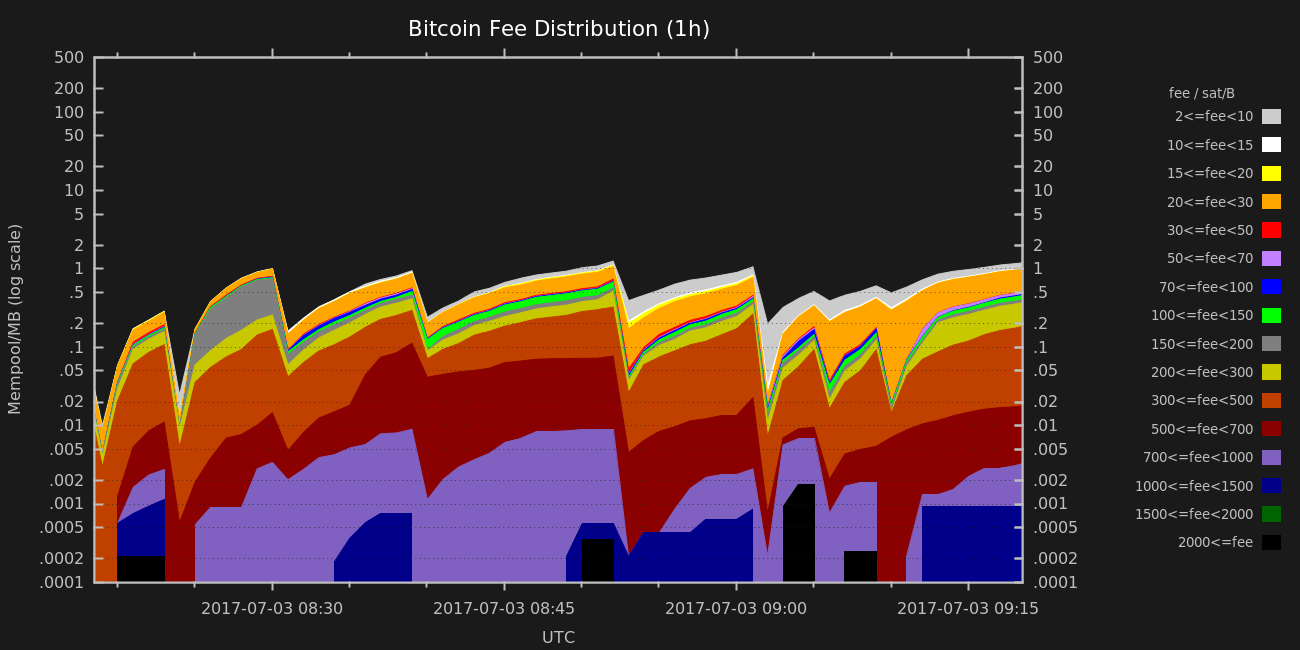 Bitcoin Fee Distribution (1h)
500 500
200 200
100 100
50 50
20 20
10 10
5 5
2 2
1 1
.5 .5
.2 .2
.1 .1
.05 .05
.02 .02
.01 .01
.005 .005
.002 .002
.001 .001
.0005 .0005
.0002 .0002
.0001 .0001
Mempool/MB (log scale)
2017-07-03 08:30 2017-07-03 08:45 2017-07-03 09:00 2017-07-03 09:15
UTC
fee / sat/B
2<=fee<10
10<=fee<15
15<=fee<20
20<=fee<30
30<=fee<50
50<=fee<70
70<=fee<100
100<=fee<150
150<=fee<200
200<=fee<300
300<=fee<500
500<=fee<700
700<=fee<1000
1000<=fee<1500
1500<=fee<2000
2000<=fee